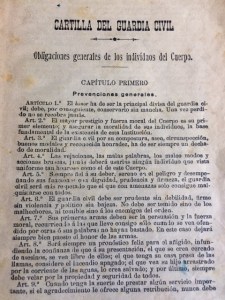 CARTILLA DEL GUARDIA CIVIL
Obligaciones generales de los individuos del Cuerpo.
CAPÍTULO PRIMERO
Prevenciones generales.
ARTÍCULO 1.º El honor ha de ser la principal divisa del guardia ci-
vil; debe, por consiguiente, conservarlo sin mancha. Una vez perdi-
do no se recobra jamás.
Art. 2.º El mayor prestigio y fuerza moral del Cuerpo es su pri-
mer elemento; y asegurar la moralidad de sus individuos, la base
fundamental de la existencia de esta institución.
Art. 3.º El guardia civil por su compostura, aseo, circunspección,
buenos modales y reconocida honradez, ha de ser siempre un de-
chado de moralidad.
Art. 4.º Las vejaciones, las malas palabras, los malos modos y
acciones bruscas, jamás deberá usarlas ningún individuo que vista
uniforme tan honroso como el de este Cuerpo.
Art. 5.º Siempre fiel á su deber, sereno en el peligro y desempe-
ñando sus funciones con dignidad, prudencia y firmeza, el guardia
civil será más respetado que el que con amenazas sólo consigue mal-
quistarse con todos.
Art. 6.º El guardia civil debe ser prudente sin debilidad, firme
sin violencia y político sin bajeza. No debe ser temido sino de los
malhechores, ni temible sino á los enemigos del orden.
Art. 7.º Sus primeras armas deben ser la persuasión y la fuerza
moral, recurriendo á las que lleve consigo sólo cuando se vea ofen-
dido por otras ó sus palabras no hayan bastado. En este caso dejará
siempre bien puesto el honor de las armas.
Art. 8.º Será siempre un pronóstico feliz para el afligido, infun-
diendo la confianza de que á su presentación, el que se crea cercado
de asesinos, se ve libre de ellos; el que tenga su casa presa de las
llamas, considere el incendio apagado; el que vea su hijo arrastrado
por la corriente de las aguas, lo crea salvado; y por último, siempre
debe velar por la propiedad y seguridad de todos.
Art. 9.º Cuando tenga la suerte de prestar algún servicio impor-
tante, si el agradecimiento le ofrece alguna retribución, nunca debe